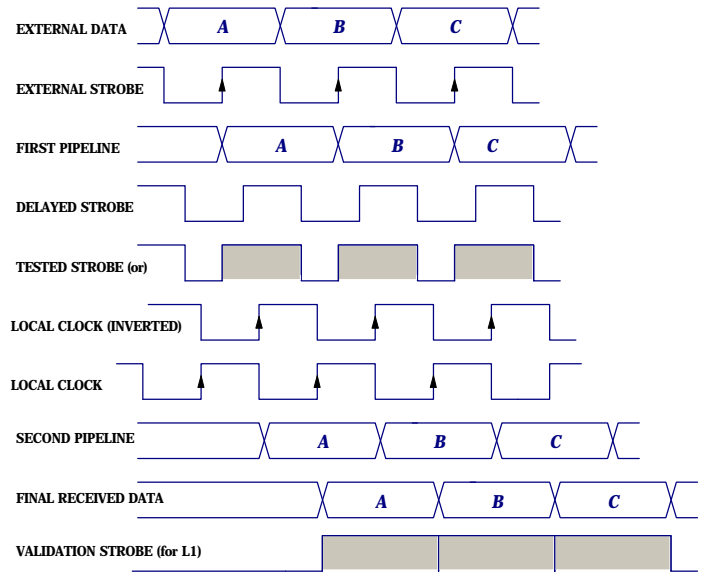 EXTERNAL DATA
A B C
EXTERNAL STROBE
FIRST PIPELINE
A B C
DELAYED STROBE
TESTED STROBE (or)
LOCAL CLOCK (INVERTED)
LOCAL CLOCK
SECOND PIPELINE
A B C
FINAL RECEIVED DATA
A B C
VALIDATION STROBE (for L1)